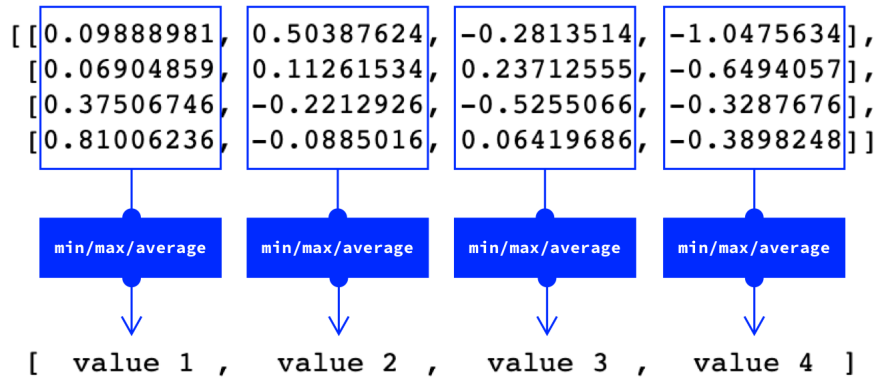 [[0.09888981, 0.50387624, -0.2813514, -1.0475634],
[0.06904859, 0.11261534, 0.23712555, -0.6494057],
[0.37506746, -0.2212926, -0.5255066, -0.3287676],
[0.81006236, -0.0885016, 0.06419686, -0.3898248]]
min/max/average min/max/average min/max/average min/max/average
[ value 1 , value 2 , value 3 , value 4 ]